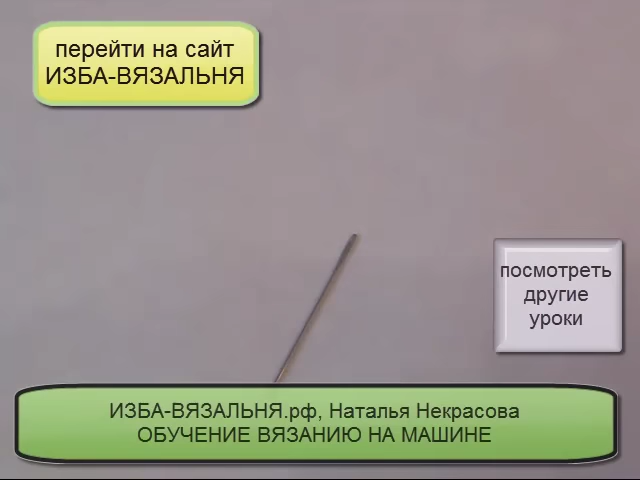 перейти на сайт
ИЗБА-ВЯЗАЛЬНЯ
посмотреть
другие
уроки
ИЗБА-ВЯЗАЛЬНЯ.рф, Наталья Некрасова
ОБУЧЕНИЕ ВЯЗАНИЮ НА МАШИНЕ